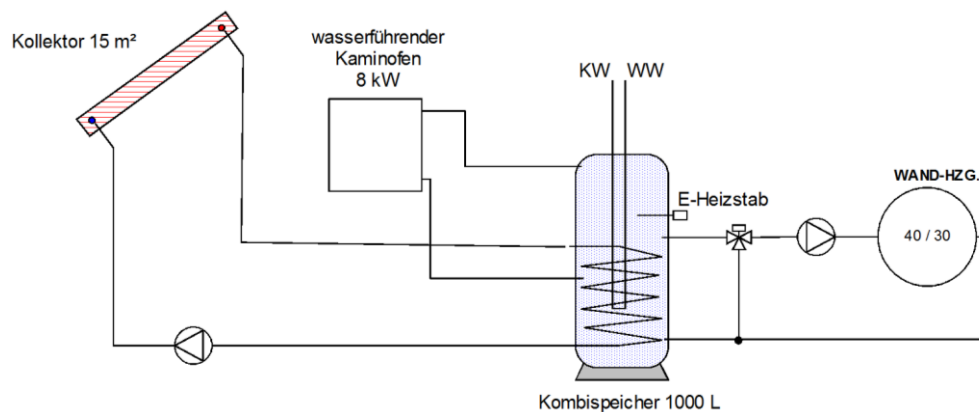 Kollektor 15 m²
wasserführender
Kaminofen
8 kW
KW WW
E-Heizstab
WAND-HZG.
40 / 30
Kombispeicher 1000 L